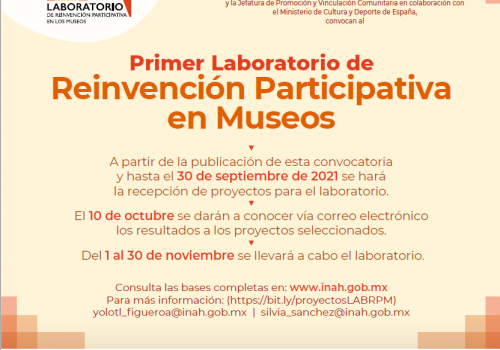 LABORATORIO
DE REINVENCIÓN PARTICIPATIVA
EN LOS MUSEOS
y la Jefatura de Promoción y Vinculación Comunitaria en colaboración con
el Ministerio de Cultura y Deporte de España,
convocan al
Primer Laboratorio de
Reinvención Participativa
en Museos
A partir de la publicación de esta convocatoria
y hasta el 30 de septiembre de 2021 se hará
la recepción de proyectos para el laboratorio.
El 10 de octubre se darán a conocer vía correo electrónico
los resultados a los proyectos seleccionados.
Del 1 al 30 de noviembre se llevará a cabo el laboratorio.
Consulta las bases completas en: www.inah.gob.mx
Para más información: (https://bit.ly/proyectosLABRPM)
yolotl_figueroa@inah.gob.mx | silvia_sanchez@inah.gob.mx